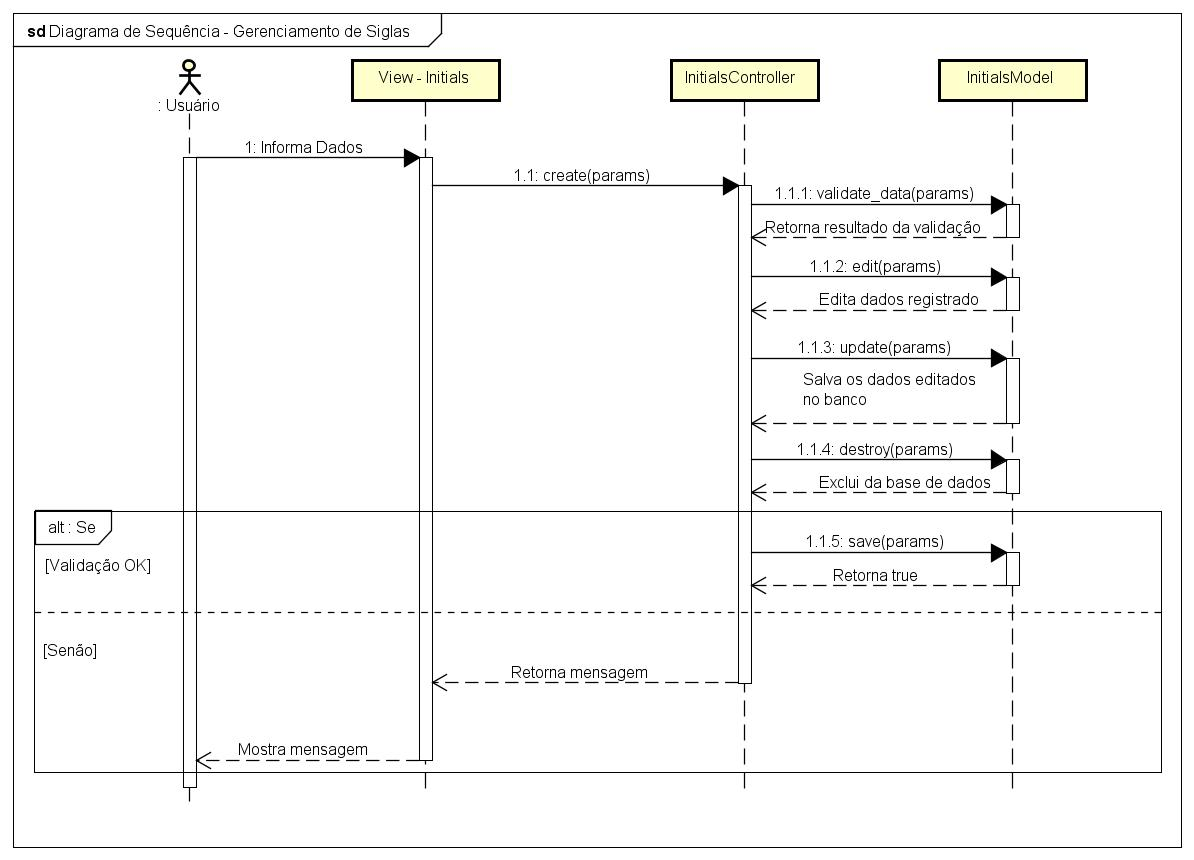 sd Diagrama de Sequência - Gerenciamento de Siglas
: Usuário
View - Initials
InitialsController
InitialsModel
1: Informa Dados
1.1: create(params)
1.1.1: validate_data(params)
Retorna resultado da validação
1.1.2: edit(params)
Edita dados registrado
1.1.3: update(params)
Salva os dados editados
no banco
1.1.4: destroy(params)
Exclui da base de dados
alt : Se
1.1.5: save(params)
[Validação OK]
Retorna true
[Senão]
Retorna mensagem
Mostra mensagem